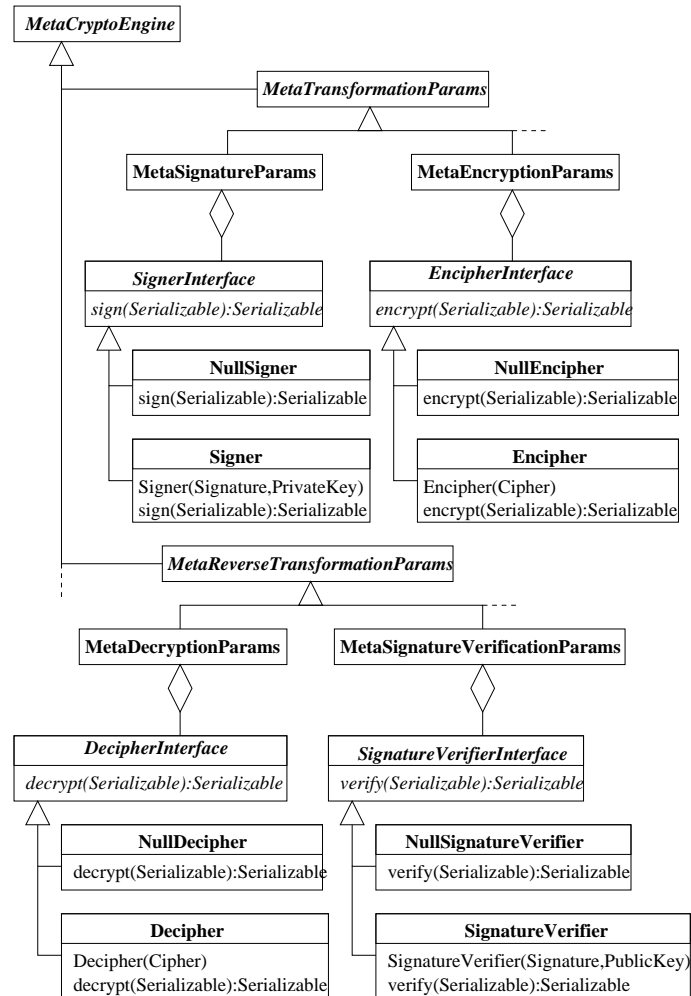 MetaCryptoEngine
MetaTransformationParams
MetaSignatureParams
MetaEncryptionParams
SignerInterface
sign(Serializable):Serializable
EncipherInterface
encrypt(Serializable):Serializable
NullSigner
sign(Serializable):Serializable
NullEncipher
encrypt(Serializable):Serializable
Signer
Signer(Signature,PrivateKey)
sign(Serializable):Serializable
Encipher
Encipher(Cipher)
encrypt(Serializable):Serializable
MetaReverseTransformationParams
MetaDecryptionParams
MetaSignatureVerificationParams
DecipherInterface
decrypt(Serializable):Serializable
SignatureVerifierInterface
verify(Serializable):Serializable
NullDecipher
decrypt(Serializable):Serializable
NullSignatureVerifier
verify(Serializable):Serializable
Decipher
Decipher(Cipher)
decrypt(Serializable):Serializable
SignatureVerifier
SignatureVerifier(Signature,PublicKey)
verify(Serializable):Serializable